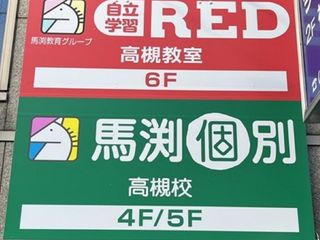 自立
学習
RED
馬渕教育グループ
高槻教室
6F
馬渕個別
高槻校
4F/5F